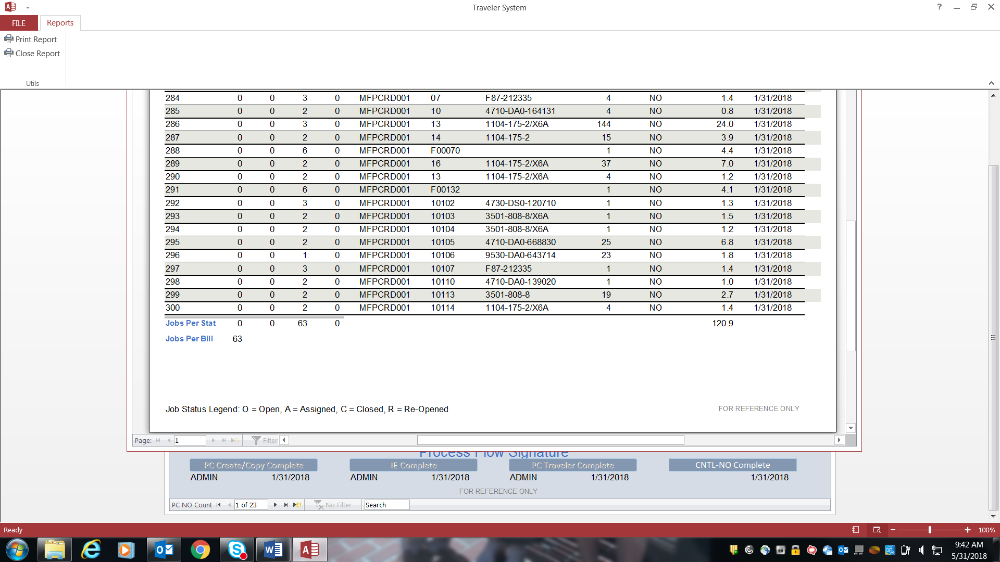 Traveler System
?
FILE Reports
Print Report
Close Report
Utils
284 0 0 3 0 MFPCRD001 07 F87-212335 4 NO 1.4 1/31/2018
285 0 0 2 0 MFPCRD001 10 4710-DA0-164131 4 NO 0.8 1/31/2018
286 0 0 3 0 MFPCRD001 13 1104-175-2/X6A 144 NO 24.0 1/31/2018
287 0 0 2 0 MFPCRD001 14 1104-175-2 15 NO 3.9 1/31/2018
288 0 0 6 0 MFPCRD001 F00070 1 NO 4.4 1/31/2018
289 0 0 2 0 MFPCRD001 16 1104-175-2/X6A 37 NO 7.0 1/31/2018
290 0 0 2 0 MFPCRD001 13 1104-175-2/X6A 4 NO 1.2 1/31/2018
291 0 0 6 0 MFPCRD001 F00132 1 NO 4.1 1/31/2018
292 0 0 3 0 MFPCRD001 10102 4730-DS0-120710 1 NO 1.3 1/31/2018
293 0 0 2 0 MFPCRD001 10103 3501-808-8/X6A 1 NO 1.5 1/31/2018
294 0 0 2 0 MFPCRD001 10104 3501-808-8/X6A 1 NO 1.2 1/31/2018
295 0 0 2 0 MFPCRD001 10105 4710-DA0-668830 25 NO 6.8 1/31/2018
296 0 0 1 0 MFPCRD001 10106 9530-DA0-643714 23 NO 1.8 1/31/2018
297 0 0 3 0 MFPCRD001 10107 F87-212335 1 NO 1.4 1/31/2018
298 0 0 2 0 MFPCRD001 10110 4710-DA0-139020 1 NO 1.0 1/31/2018
299 0 0 2 0 MFPCRD001 10113 3501-808-8 19 NO 2.7 1/31/2018
300 0 0 2 0 MFPCRD001 10114 1104-175-2/X6A 4 NO 1.4 1/31/2018
Jobs Per Stat 0 0 63 0 120.9
Jobs Per Bill 63
Job Status Legend: O = Open, A = Assigned, C = Closed, R = Re-Opened FOR REFERENCE ONLY
Page: 1 Filter
Process Flow Signature
PC Create/Copy Complete IE Complete PC Traveler Complete CNTL-NO Complete
ADMIN 1/31/2018 ADMIN 1/31/2018 ADMIN 1/31/2018 1/31/2018
FOR REFERENCE ONLY
PC NO Count 1 of 23 No Filter Search
Ready 100%
9:42 AM
5/31/2018